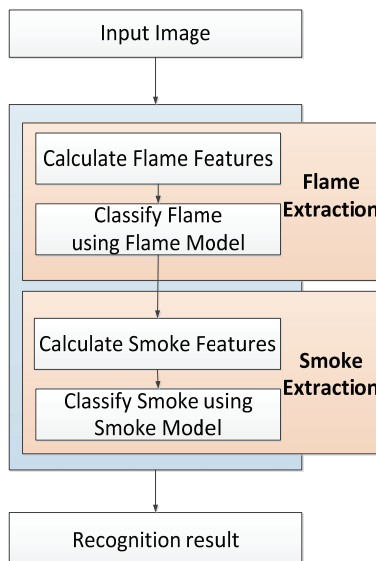 Input Image
Calculate Flame Features
Flame
Extraction
Classify Flame
using Flame Model
Calculate Smoke Features
Smoke
Extraction
Classify Smoke using
Smoke Model
Recognition result